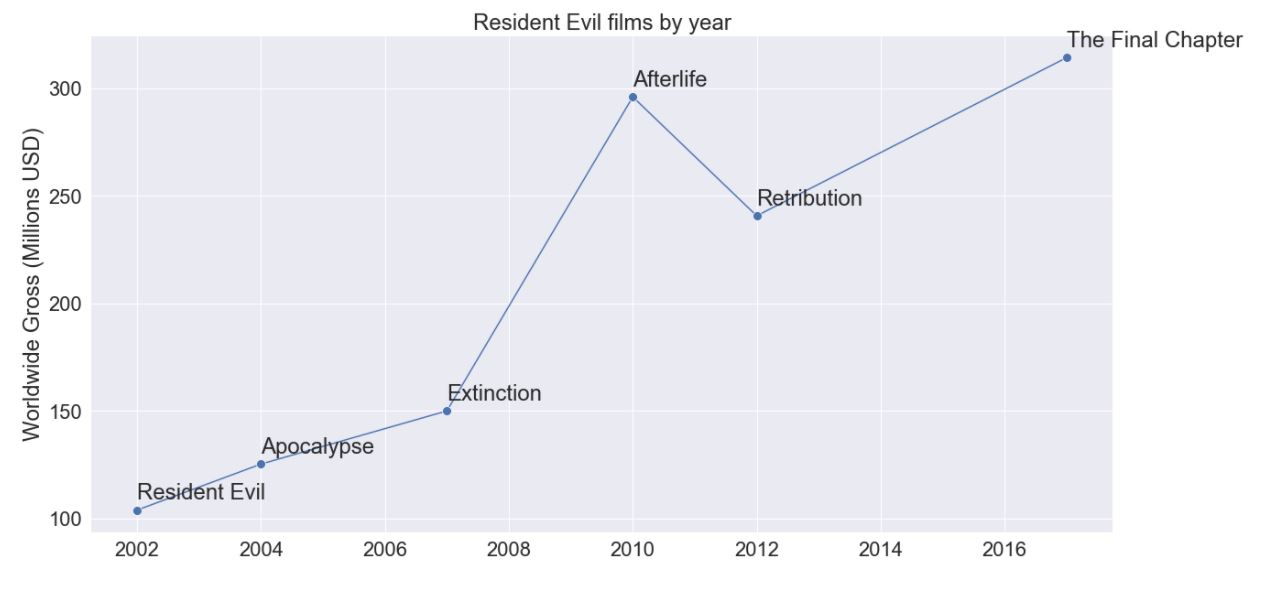 Resident Evil films by year
The Final Chapter
Afterlife
Retribution
Extinction
Apocalypse
Resident Evil
Worldwide Gross (Millions USD)
300
250
200
150
100
2002 2004 2006 2008 2010 2012 2014 2016